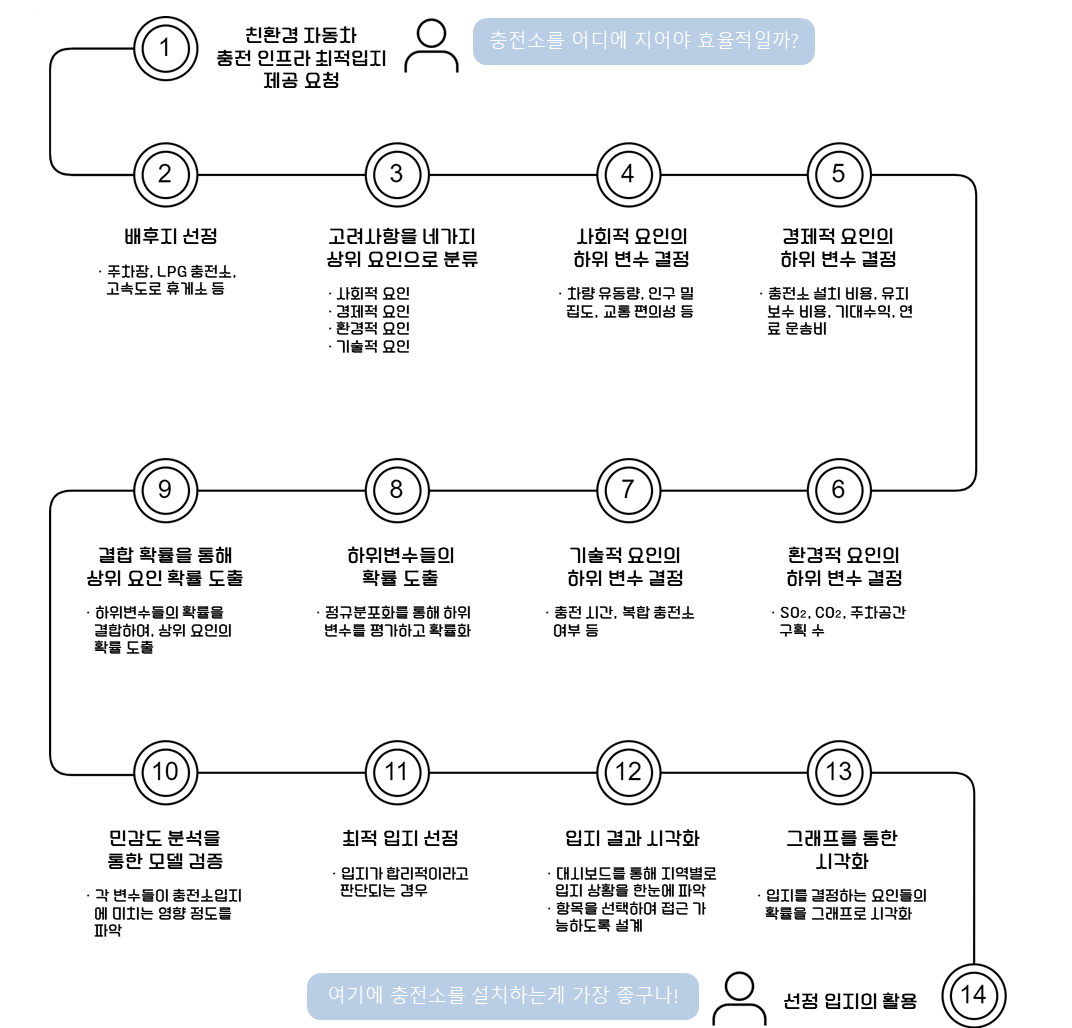 1
친환경 자동차
충전 인프라 최적입지
제공 요청
충전소를 어디에 지어야 효율적일까?
2
배후지 선정
· 주차장, LPG 충전소,
고속도로 휴게소 등
3
고려사항을 네가지
상위 요인으로 분류
· 사회적 요인
· 경제적 요인
· 환경적 요인
· 기술적 요인
4
사회적 요인의
하위 변수 결정
· 차량 유동량, 인구 밀
집도, 교통 편의성 등
5
경제적 요인의
하위 변수 결정
· 충전소 설치 비용, 유지
보수 비용, 기대수익, 연
료 운송비
9
결합 확률을 통해
상위 요인 확률 도출
· 하위변수들의 확률을
결합하여, 상위 요인의
확률 도출
8
하위변수들의
확률 도출
· 정규분포화를 통해 하위
변수를 평가하고 확률화
7
기술적 요인의
하위 변수 결정
· 충전 시간, 복합 충전소
여부 등
6
환경적 요인의
하위 변수 결정
· SO₂, CO₂, 주차공간
구획 수
10
민감도 분석을
통한 모델 검증
· 각 변수들이 충전소입지
에 미치는 영향 정도를
파악
11
최적 입지 선정
· 입지가 합리적이라고
판단되는 경우
12
입지 결과 시각화
· 대시보드를 통해 지역별로
입지 상황을 한눈에 파악
· 항목을 선택하여 접근 가
능하도록 설계
13
그래프를 통한
시각화
· 입지를 결정하는 요인들의
확률을 그래프로 시각화
여기에 충전소를 설치하는게 가장 좋구나!
선정 입지의 활용
14